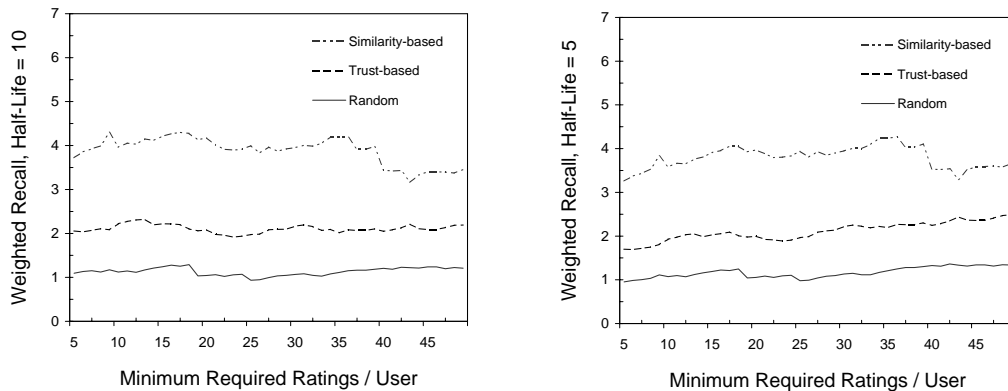 Weighted Recall, Half-Life = 10
7
6
5
4
3
2
1
0
Similarity-based
Trust-based
Random
5 10 15 20 25 30 35 40 45
Minimum Required Ratings / User
Weighted Recall, Half-Life = 5
7
6
5
4
3
2
1
0
Similarity-based
Trust-based
Random
5 10 15 20 25 30 35 40 45
Minimum Required Ratings / User